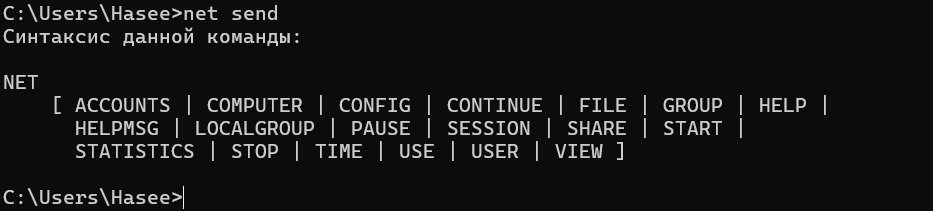 C:\Users\Hasee>net send
Синтаксис данной команды:
NET
[ ACCOUNTS | COMPUTER | CONFIG | CONTINUE | FILE | GROUP | HELP |
HELPMSG | LOCALGROUP | PAUSE | SESSION | SHARE | START |
STATISTICS | STOP | TIME | USE | USER | VIEW ]
C:\Users\Hasee>